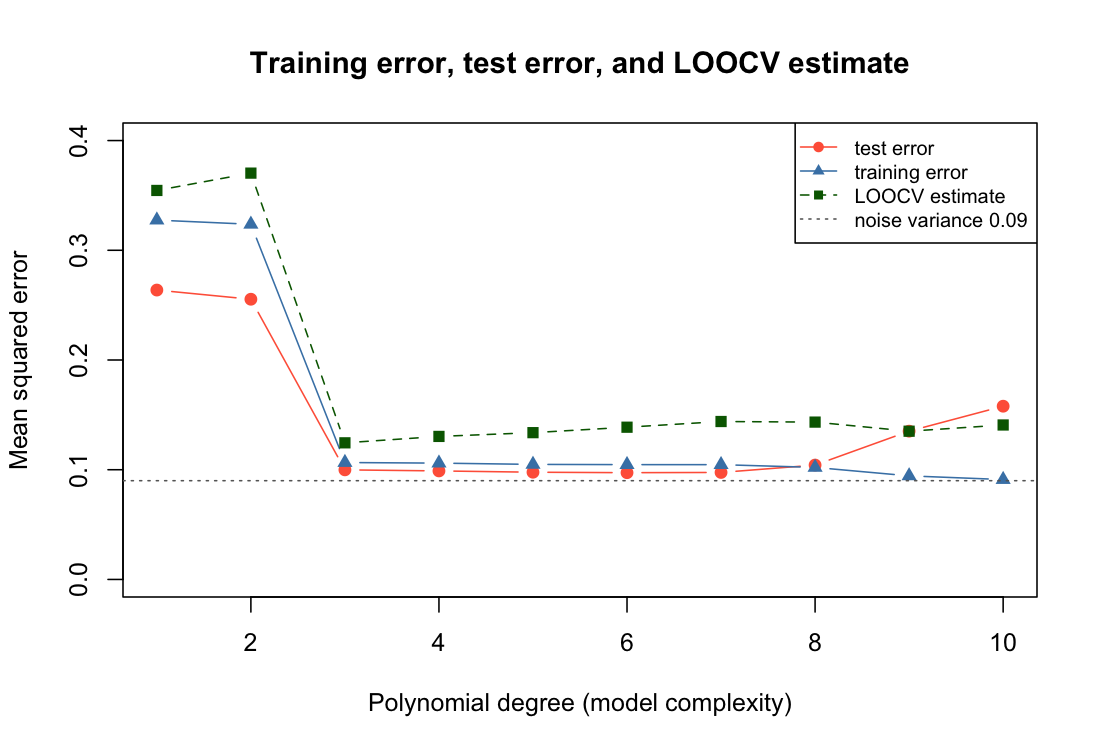 Training error, test error, and LOOCV estimate
test error
training error
LOOCV estimate
noise variance 0.09
Mean squared error
0.4
0.3
0.2
0.1
0.0
2 4 6 8 10
Polynomial degree (model complexity)